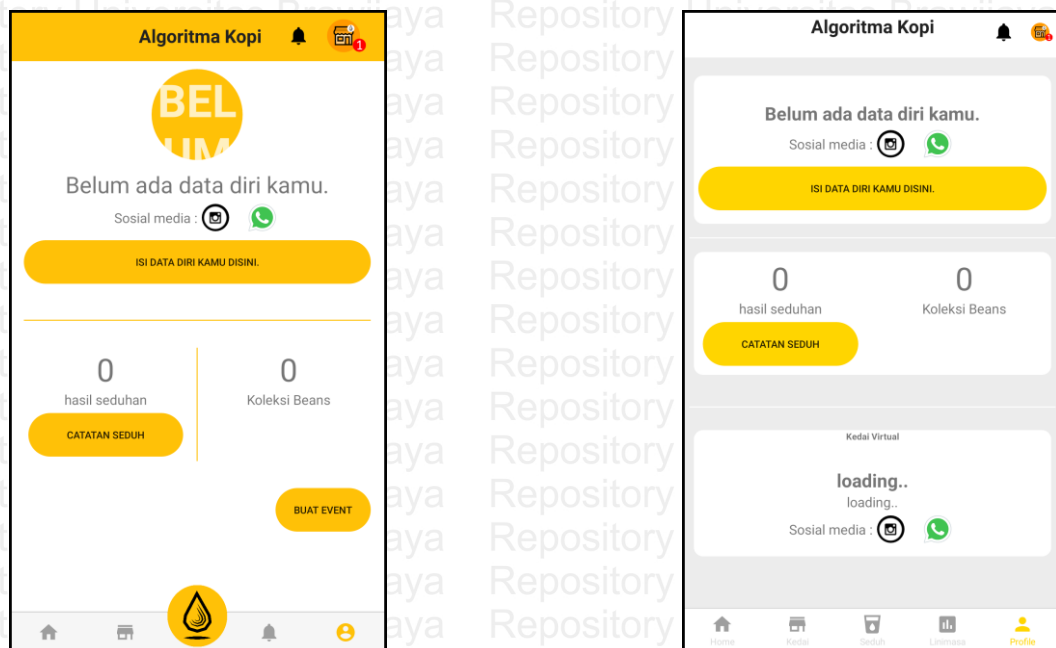 Algoritma Kopi
1
BEL
UM
Belum ada data diri kamu.
Sosial media :
ISI DATA DIRI KAMU DISINI.
0
hasil seduhan
0
Koleksi Beans
CATATAN SEDUH
BUAT EVENT
Algoritma Kopi
Belum ada data diri kamu.
Sosial media :
ISI DATA DIRI KAMU DISINI.
0
hasil seduhan
0
Koleksi Beans
CATATAN SEDUH
Kedai Virtual
loading..
loading..
Sosial media :
Home
Kedai
Seduh
Linimasa
Profile